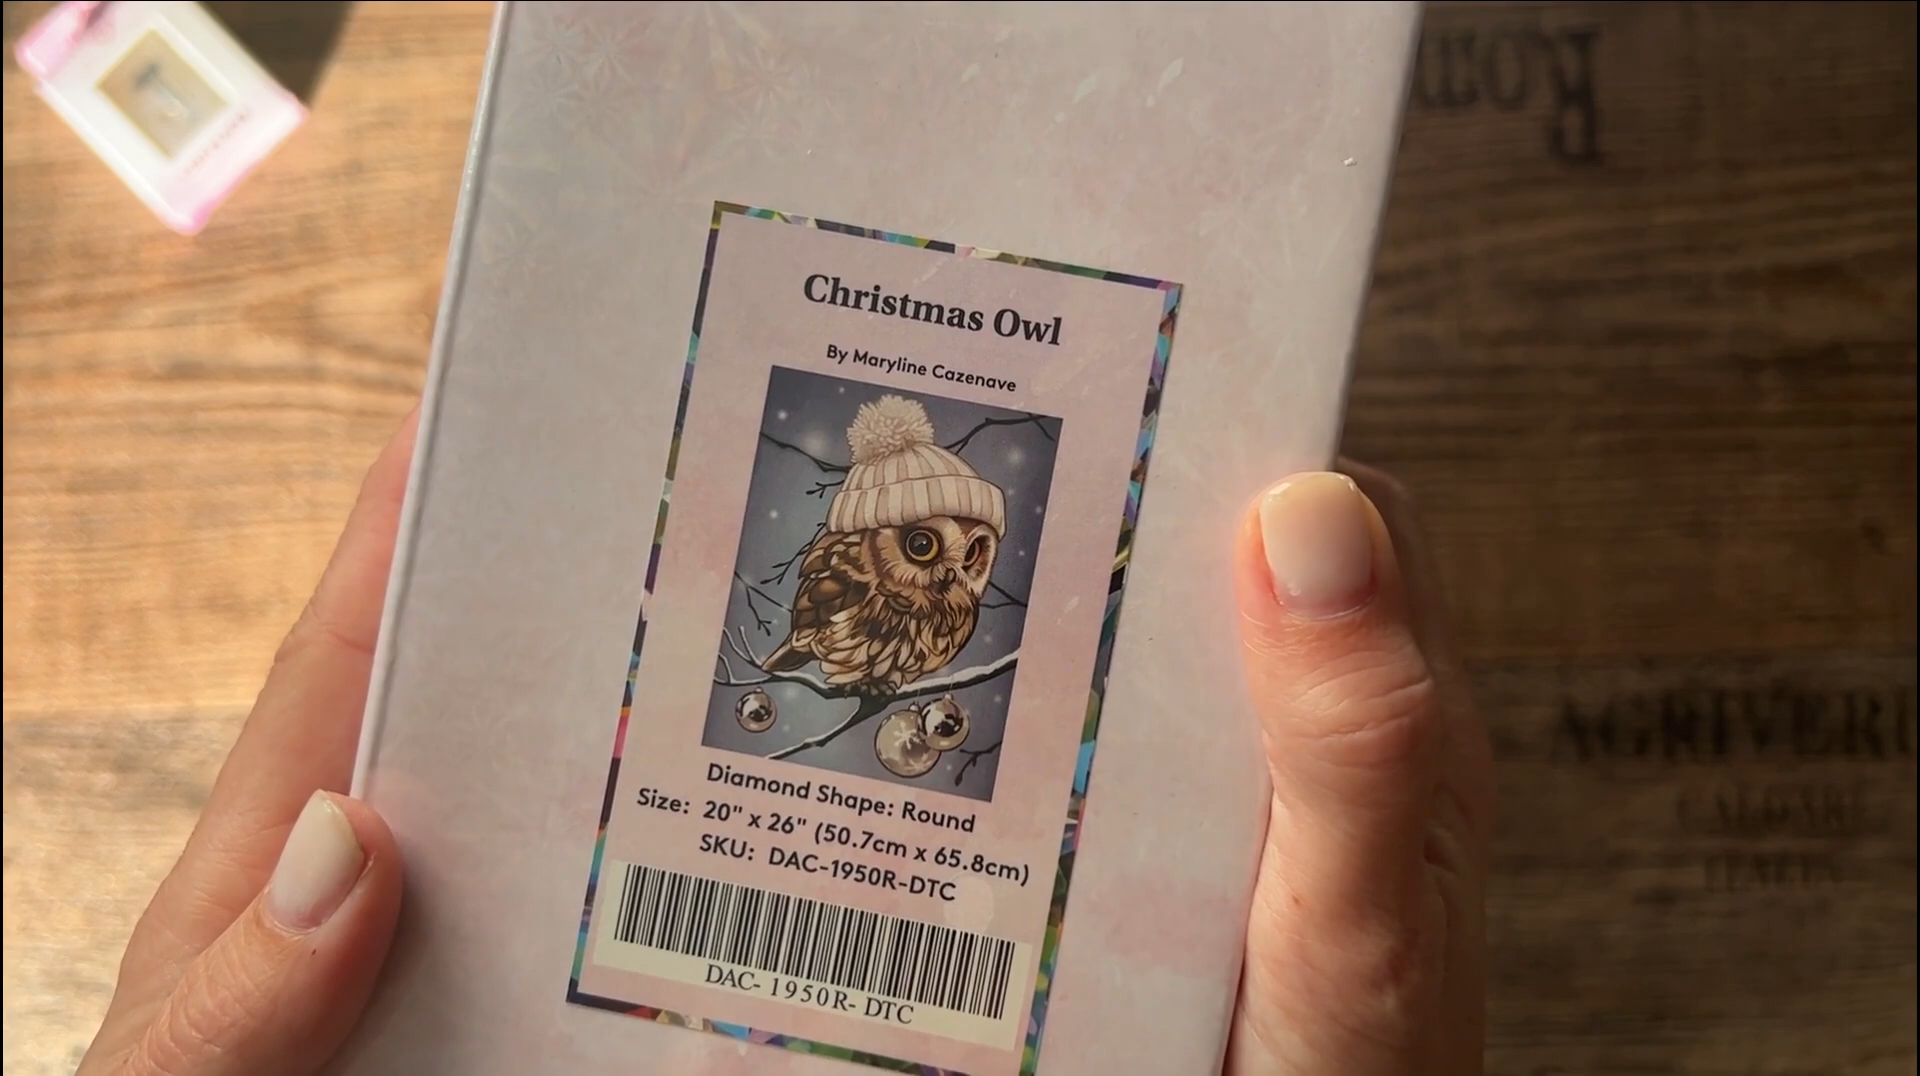 Christmas Owl
By Maryline Cazenave
Diamond Shape: Round
Size: 20" x 26" (50.7cm x 65.8cm)
SKU: DAC-1950R-DTC
DAC- 1950R- DTC